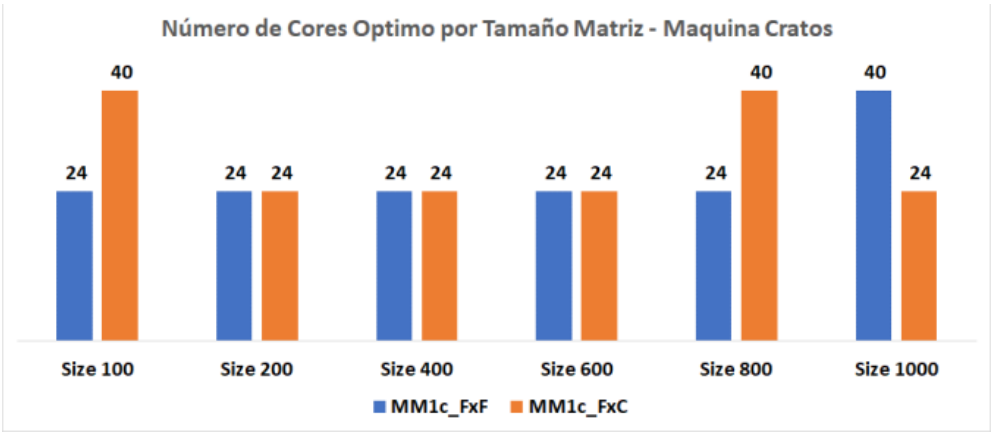 Número de Cores Optimo por Tamaño Matriz - Maquina Cratos
40 40 40
24 24 24 24 24 24 24 24 24
Size 100 Size 200 Size 400 Size 600 Size 800 Size 1000
MM1c_FxF MM1c_FxC